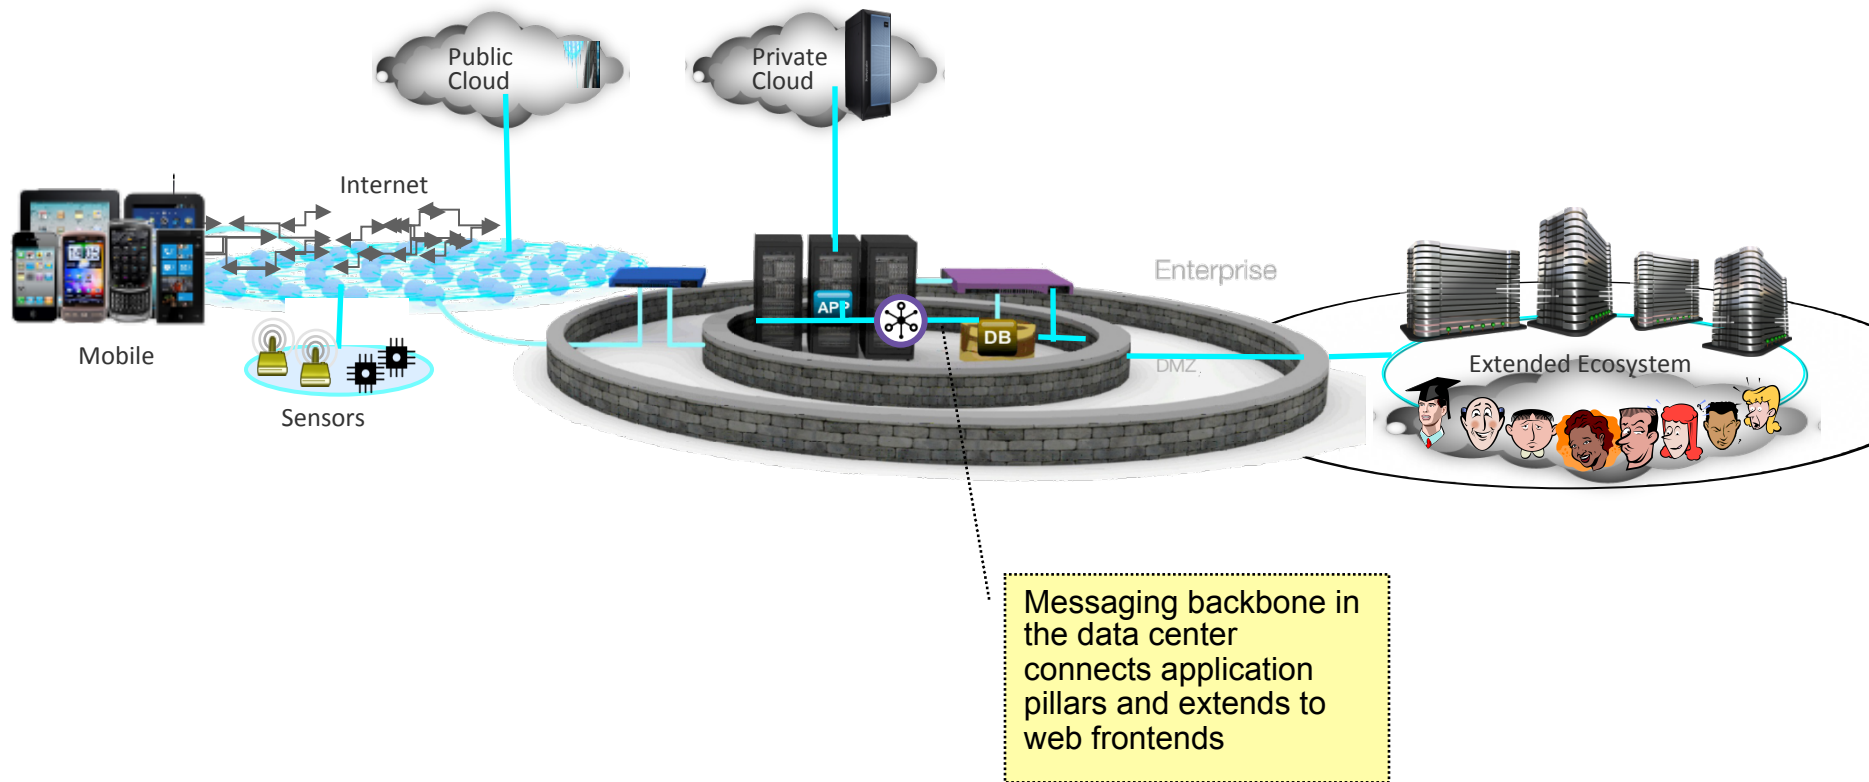 Public
Cloud
Private
Cloud
Internet
Mobile
Sensors
APP
DB
Enterprise
DMZ
Extended Ecosystem
Messaging backbone in
the data center
connects application
pillars and extends to
web frontends